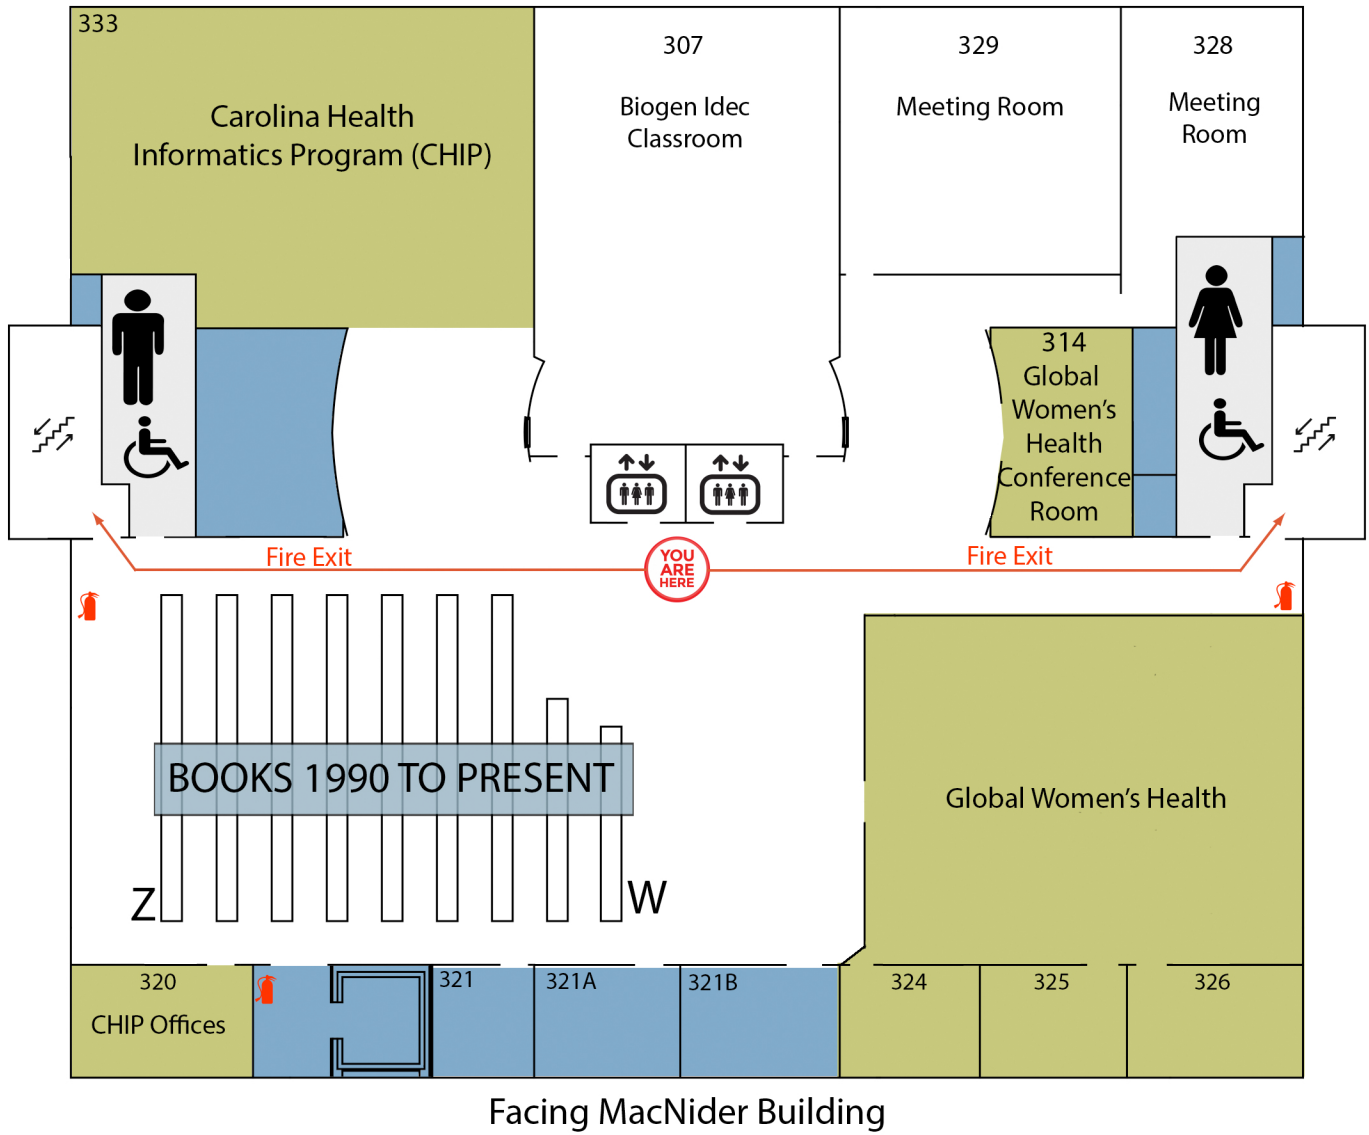 333
Carolina Health
Informatics Program (CHIP)
307
Biogen Idec
Classroom
329
Meeting Room
328
Meeting
Room
314
Global
Women's
Health
Conference
Room
Fire Exit
YOU
ARE
HERE
Fire Exit
BOOKS 1990 TO PRESENT
Z
W
Global Women's Health
320
CHIP Offices
321
321A
321B
324
325
326
Facing MacNider Building